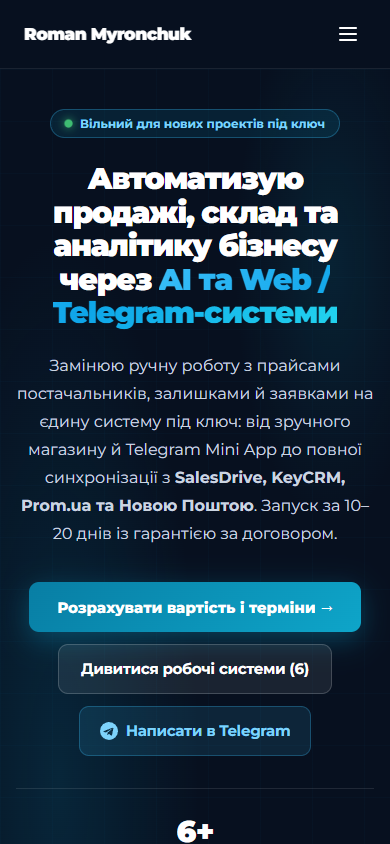 Roman Myronchuk
Вільний для нових проектів під ключ
Автоматизую
продажі, склад та
аналітику бізнесу
через AI та Web /
Telegram-системи
Замінюю ручну роботу з прайсами
постачальників, залишками й заявками на
єдину систему під ключ: від зручного
магазину й Telegram Mini App до повної
синхронізації з SalesDrive, KeyCRM,
Prom.ua та Новою Поштою. Запуск за 10–
20 днів із гарантією за договором.
Розрахувати вартість і терміни →
Дивитися робочі системи (6)
Написати в Telegram
6+